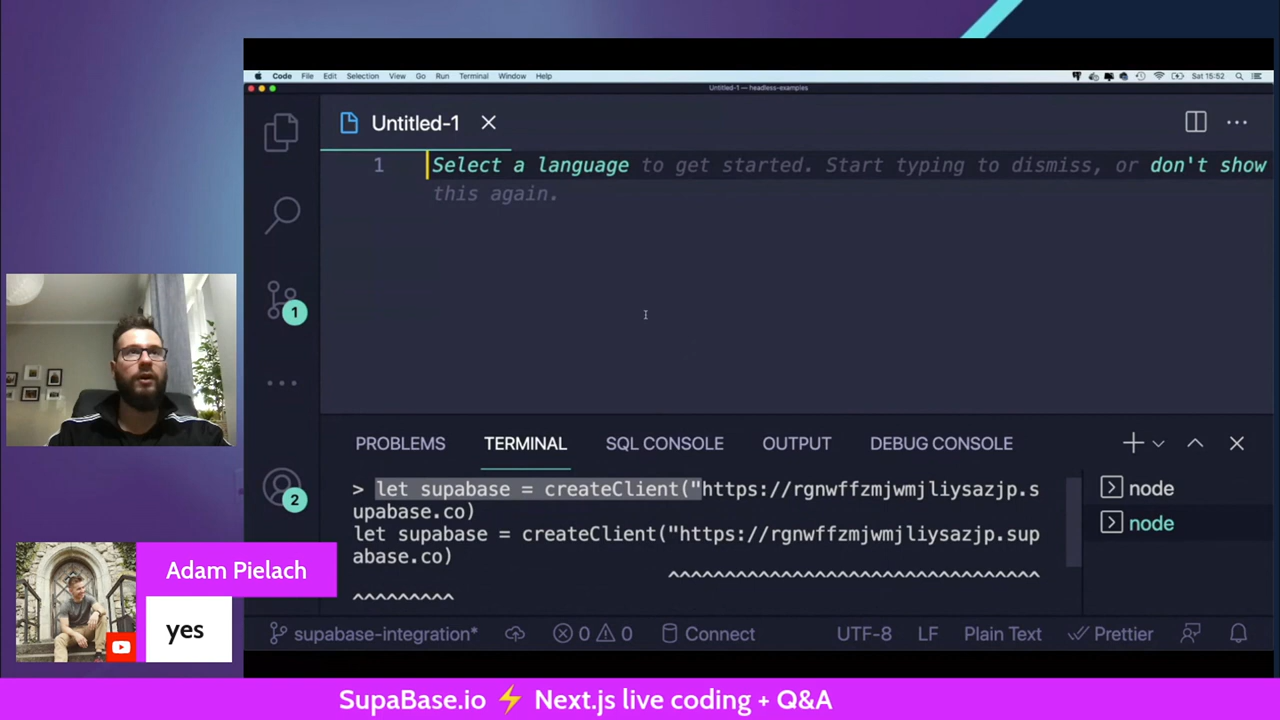 Code File Edit Selection View Go Run Terminal Window Help
Sat 15:52
Untitled-1 — headless-examples
Untitled-1
1 Select a language to get started. Start typing to dismiss, or don't show
this again.
1
PROBLEMS TERMINAL SQL CONSOLE OUTPUT DEBUG CONSOLE
> let supabase = createClient("https://rgnwffzmjwmjliysazjp.s
upabase.co)
let supabase = createClient("https://rgnwffzmjwmjliysazjp.sup
abase.co)
^^^^^^^^^^^^^^^^^^^^^^^^^^^^^^^^^
^^^^^^^^^
node
node
2
supabase-integration* 0 0 Connect UTF-8 LF Plain Text Prettier
Adam Pielach
yes
SupaBase.io ⚡ Next.js live coding + Q&A